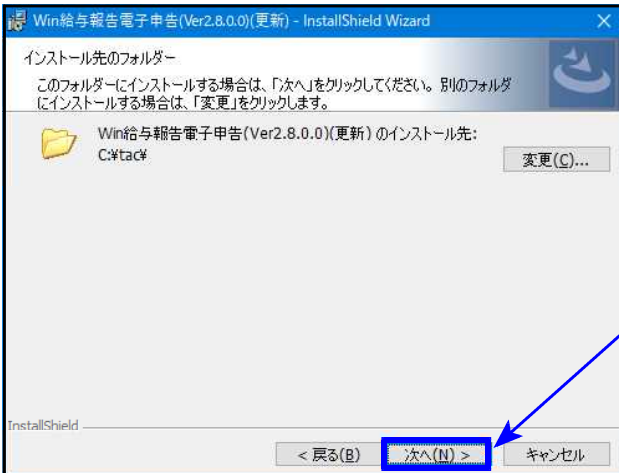 Win給与報告電子申告(Ver2.8.0.0)(更新) - InstallShield Wizard
インストール先のフォルダー
このフォルダーにインストールする場合は、「次へ」をクリックしてください。別のフォルダ
にインストールする場合は、「変更」をクリックします。
Win給与報告電子申告(Ver2.8.0.0)(更新) のインストール先:
C:¥tac¥
変更(C)...
InstallShield
< 戻る(B)
次へ(N) >
キャンセル